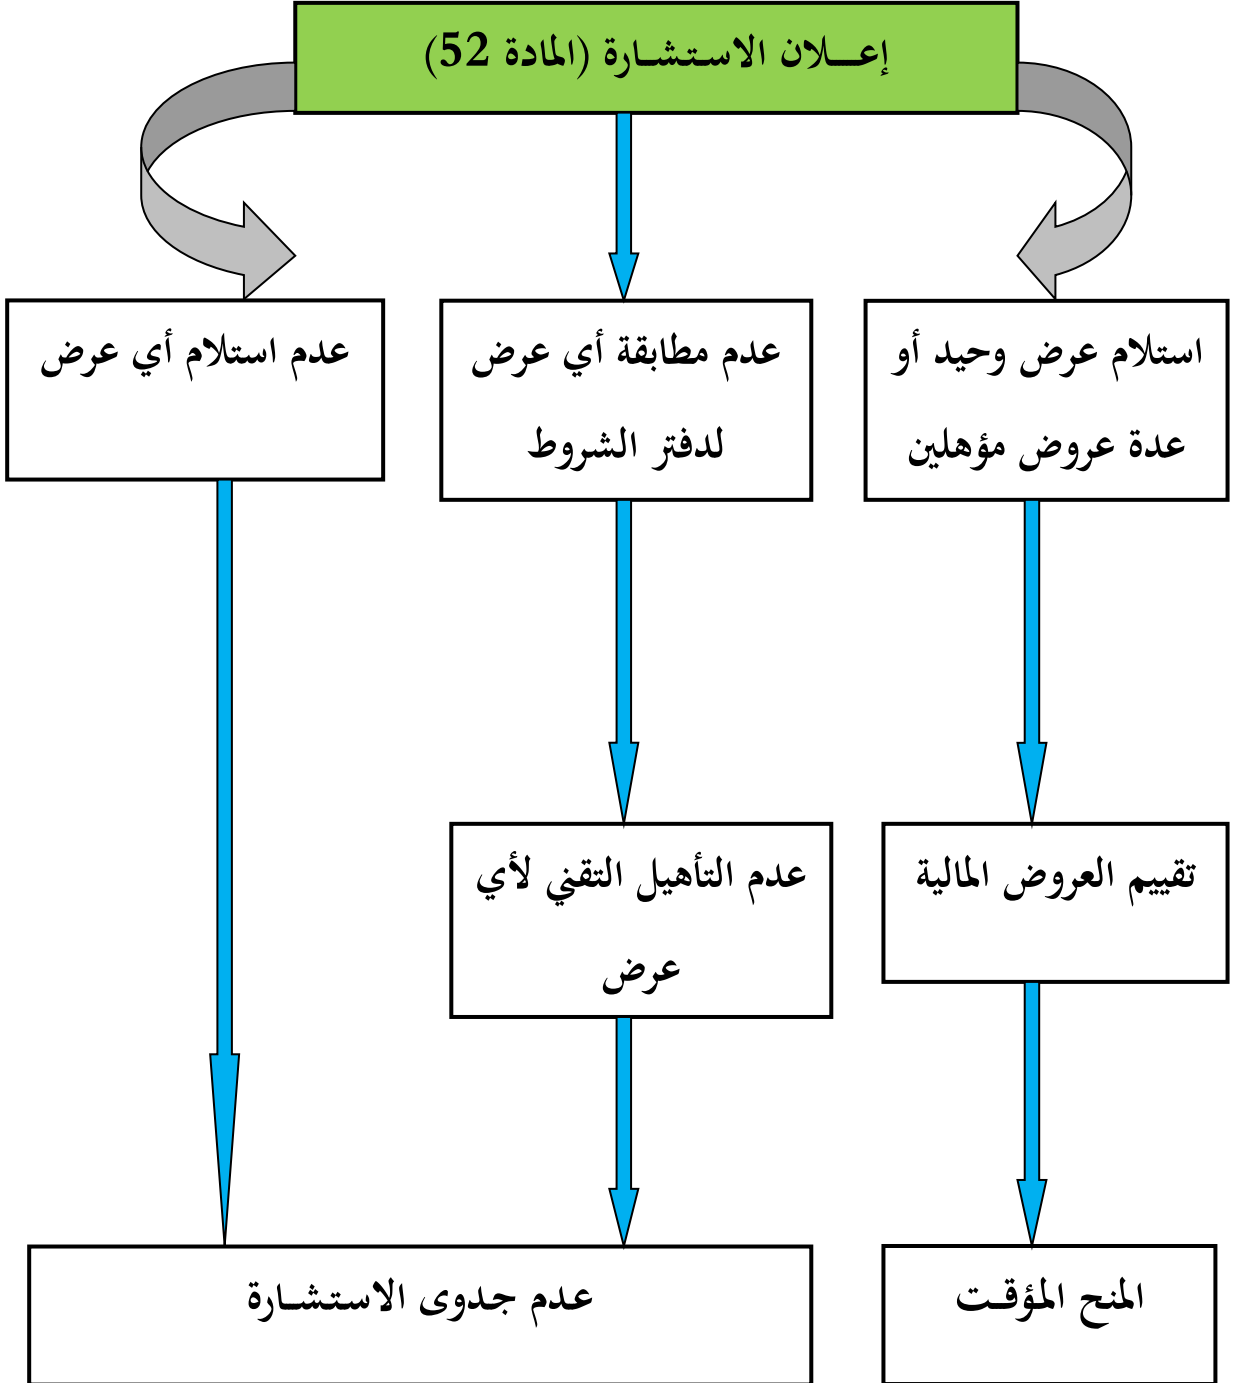 إعـــلان الاستشـارة (المادة 52)
استلام عرض وحيد أو
عدة عروض مؤهلين
عدم مطابقة أي عرض
لدفتر الشروط
عدم استلام أي عرض
تقييم العروض المالية
عدم التأهيل التقني لأي
عرض
المنح المؤقت
عدم جدوى الاستشـارة